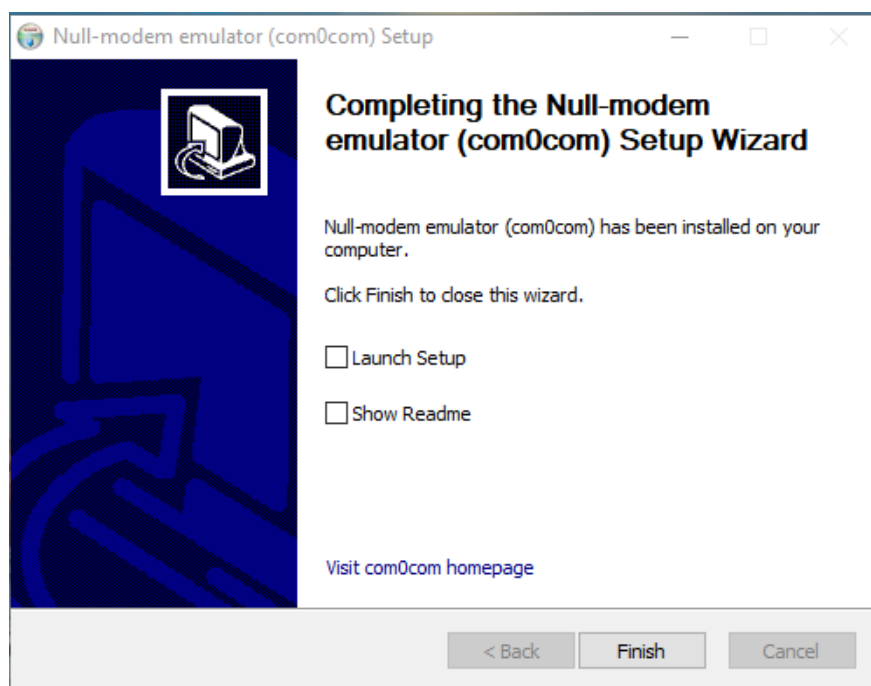 Null-modem emulator (com0com) Setup
Completing the Null-modem
emulator (com0com) Setup Wizard
Null-modem emulator (com0com) has been installed on your
computer.
Click Finish to close this wizard.
Launch Setup
Show Readme
Visit com0com homepage
< Back
Finish
Cancel